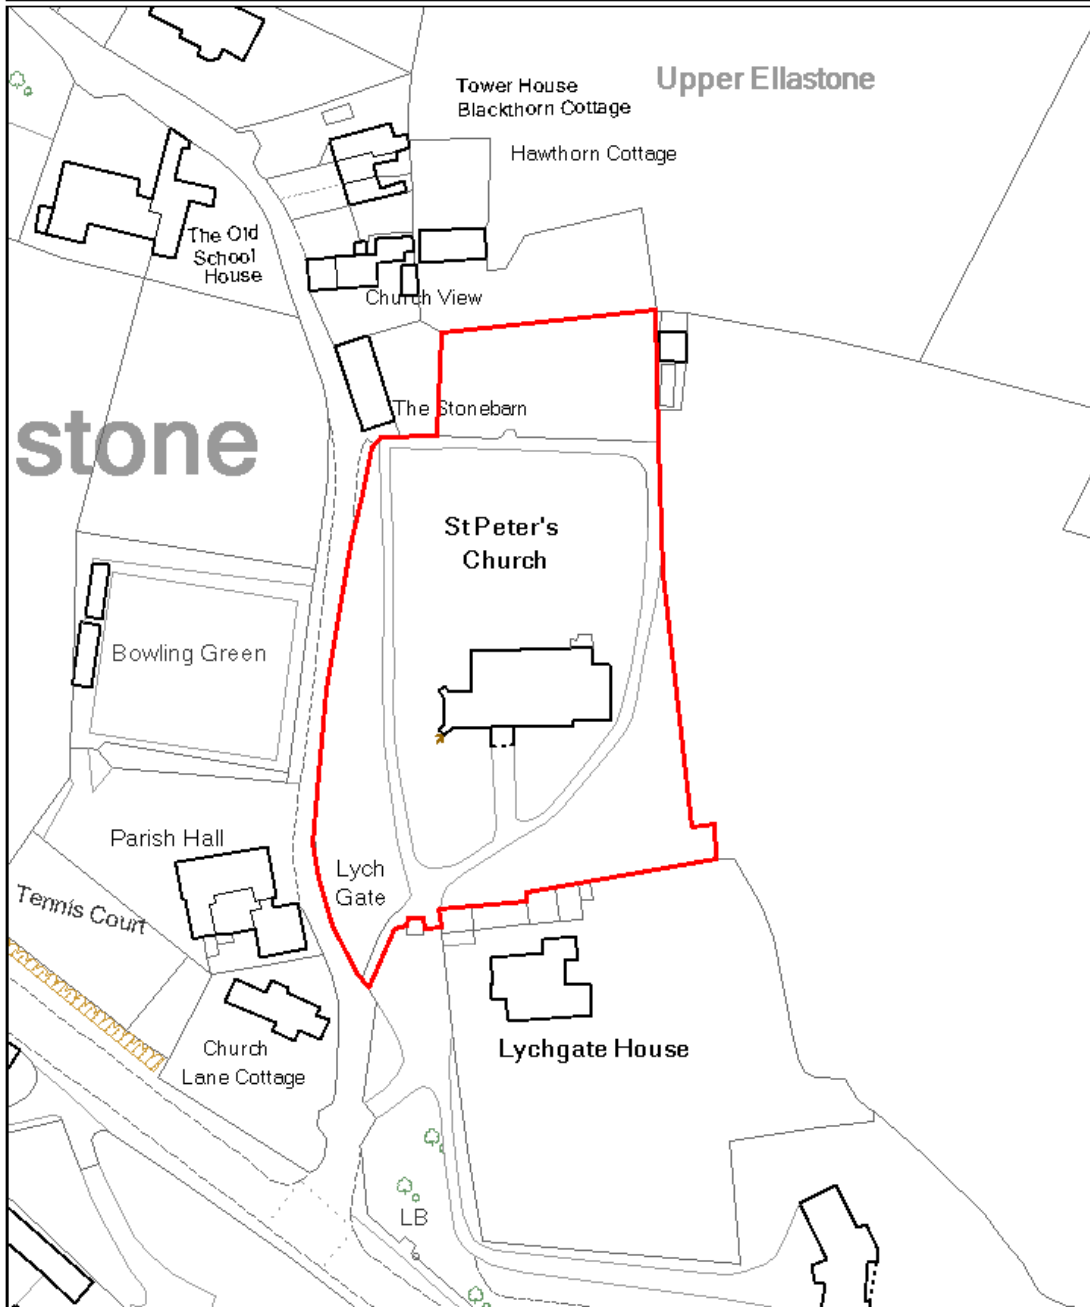 Tower House
Blackthorn Cottage
Upper Ellastone
Hawthorn Cottage
The Old
School
House
Church View
The Stonebarn
stone
St Peter's
Church
Bowling Green
Parish Hall
Lych
Gate
Tennis Court
Church
Lane Cottage
Lychgate House
LB